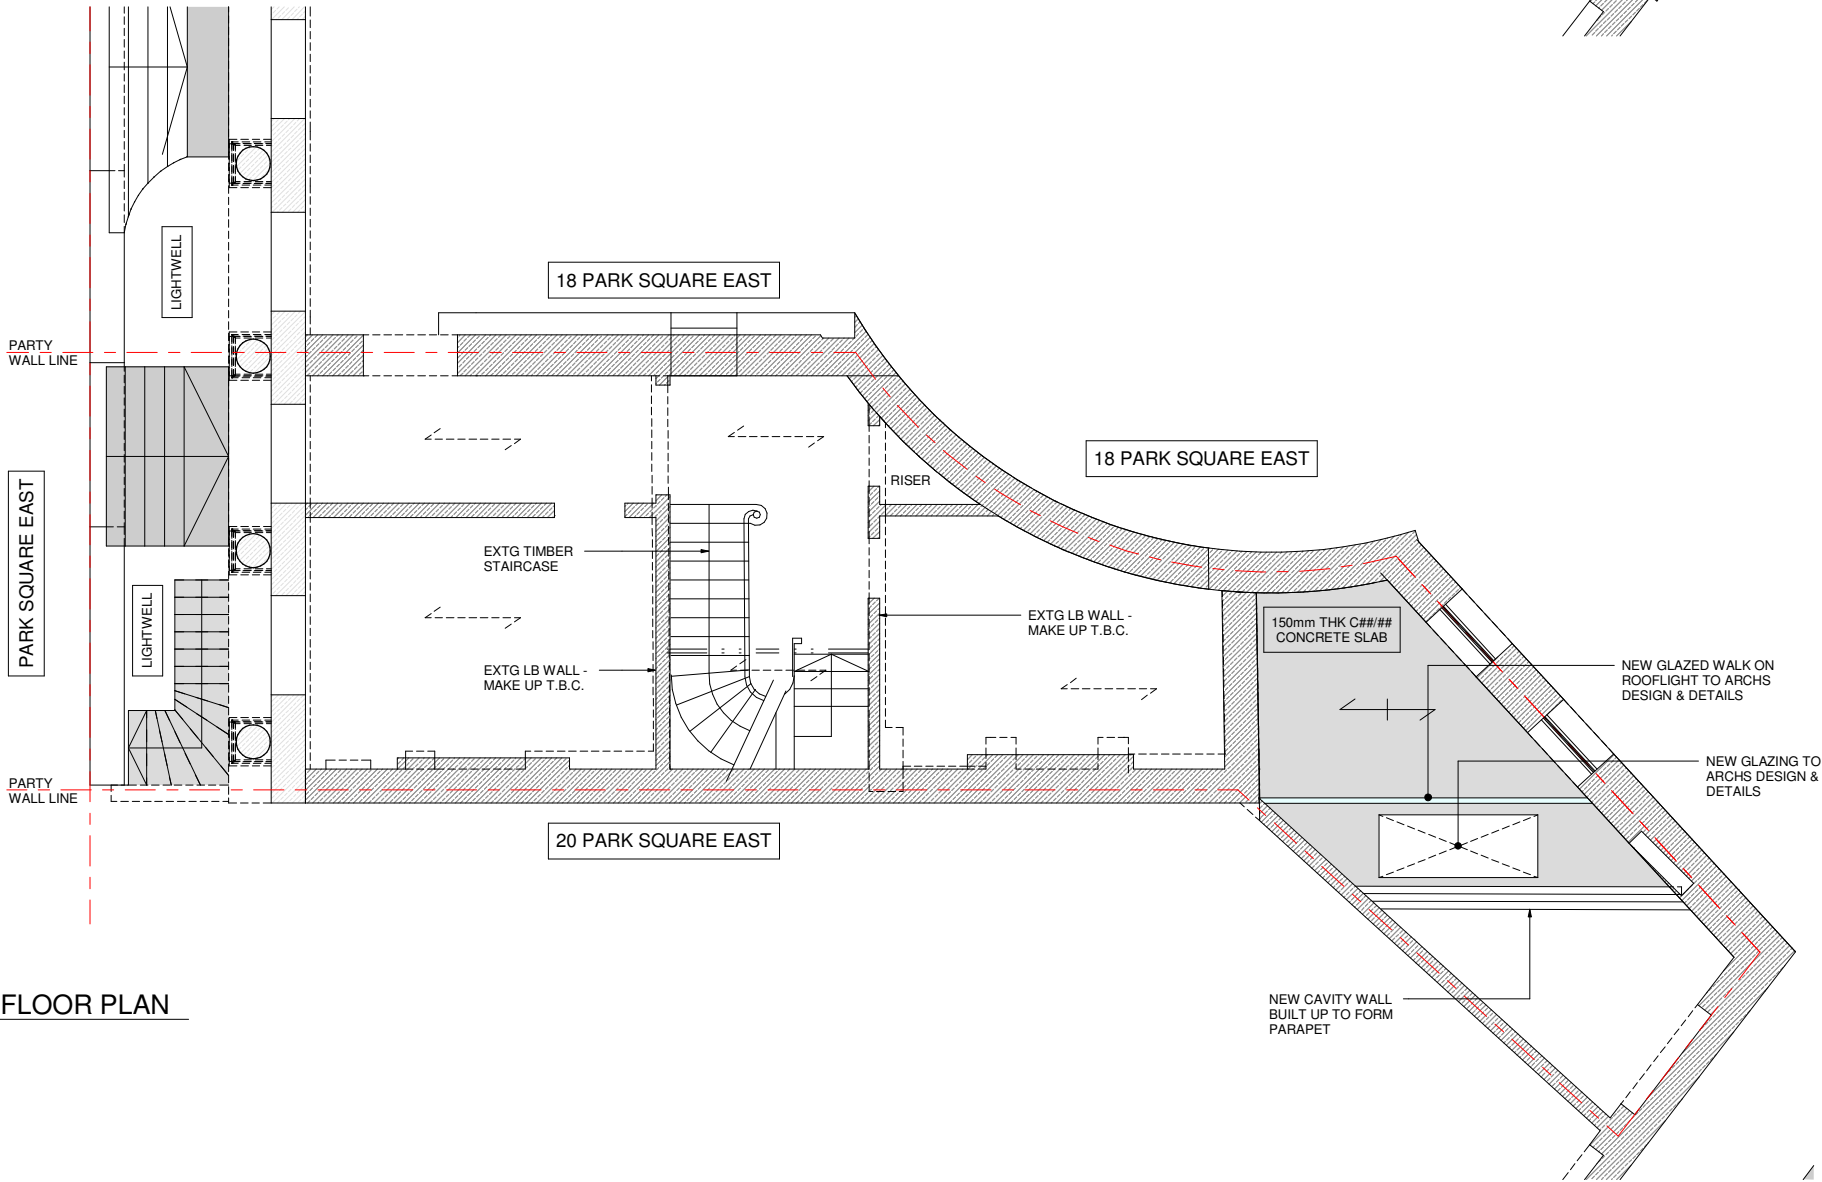 LIGHTWELL
18 PARK SQUARE EAST
PARTY
WALL LINE
18 PARK SQUARE EAST
RISER
PARK SQUARE EAST
EXTG TIMBER
STAIRCASE
LIGHTWELL
EXTG LB WALL -
MAKE UP T.B.C.
150mm THK C##/##
CONCRETE SLAB
EXTG LB WALL -
MAKE UP T.B.C.
NEW GLAZED WALK ON
ROOFLIGHT TO ARCHS
DESIGN & DETAILS
NEW GLAZING TO
ARCHS DESIGN &
DETAILS
PARTY
WALL LINE
20 PARK SQUARE EAST
FLOOR PLAN
NEW CAVITY WALL
BUILT UP TO FORM
PARAPET